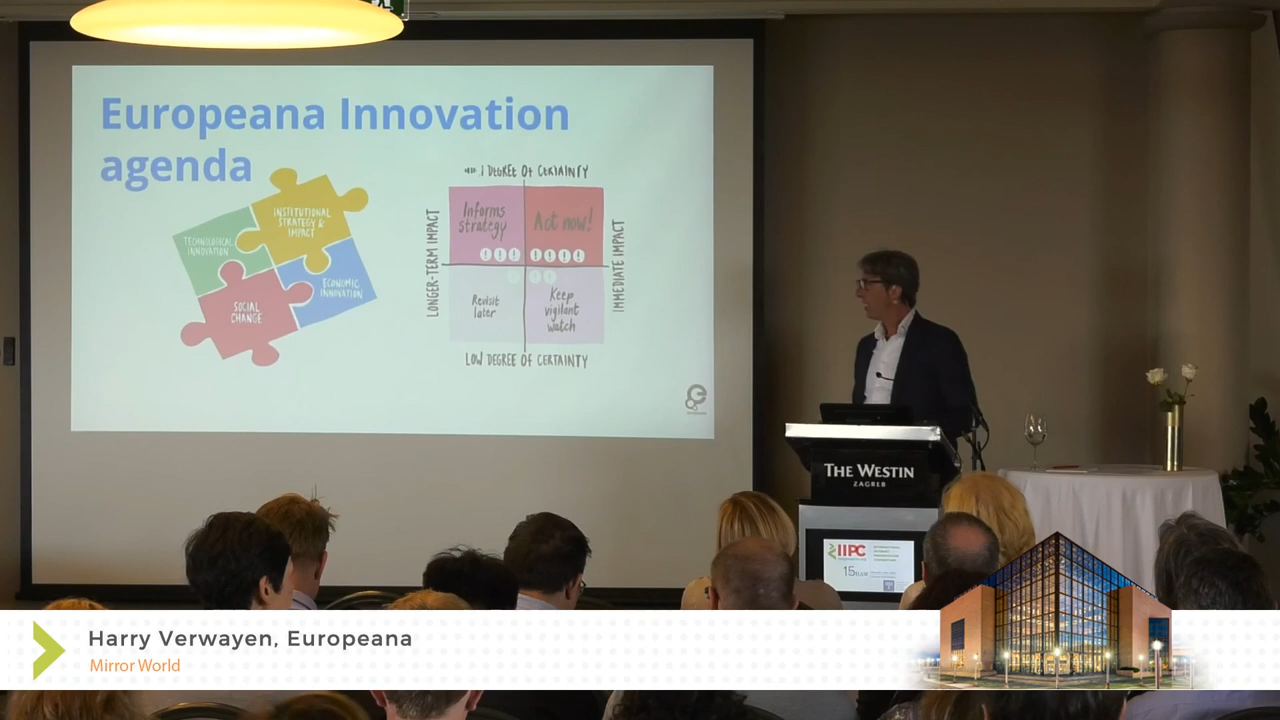 Europeana Innovation
agenda
INSTITUTIONAL
STRATEGY &
IMPACT
TECHNOLOGICAL
INNOVATION
ECONOMIC
INNOVATION
SOCIAL
CHANGE
DEGREE OF CERTAINTY
LONGER-TERM IMPACT
IMMEDIATE IMPACT
Informs
strategy
Act now!
Revisit
later
Keep
vigilant
watch
LOW DEGREE OF CERTAINTY
THE WESTIN
ZAGREB
IIPC
15
Harry Verwayen, Europeana
Mirror World